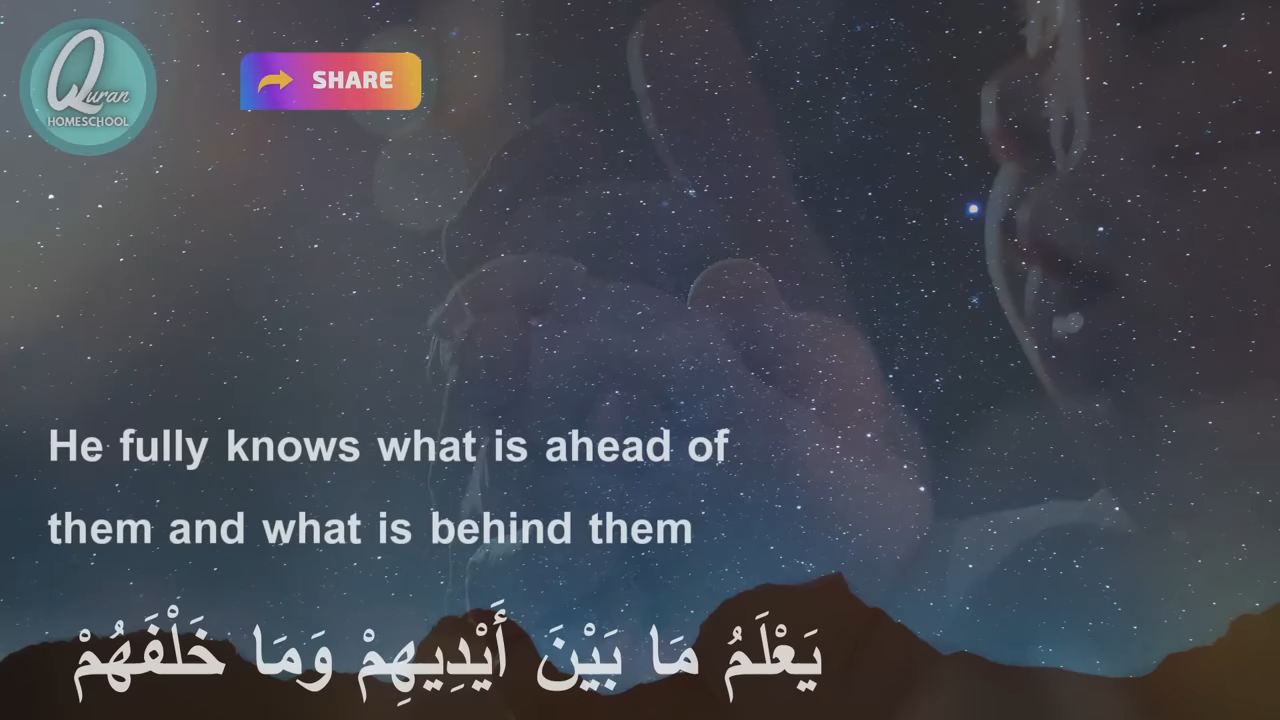 Quran
HOMESCHOOL
SHARE
He fully knows what is ahead of
them and what is behind them
يَعْلَمُ مَا بَيْنَ أَيْدِيهِمْ وَمَا خَلْفَهُمْ